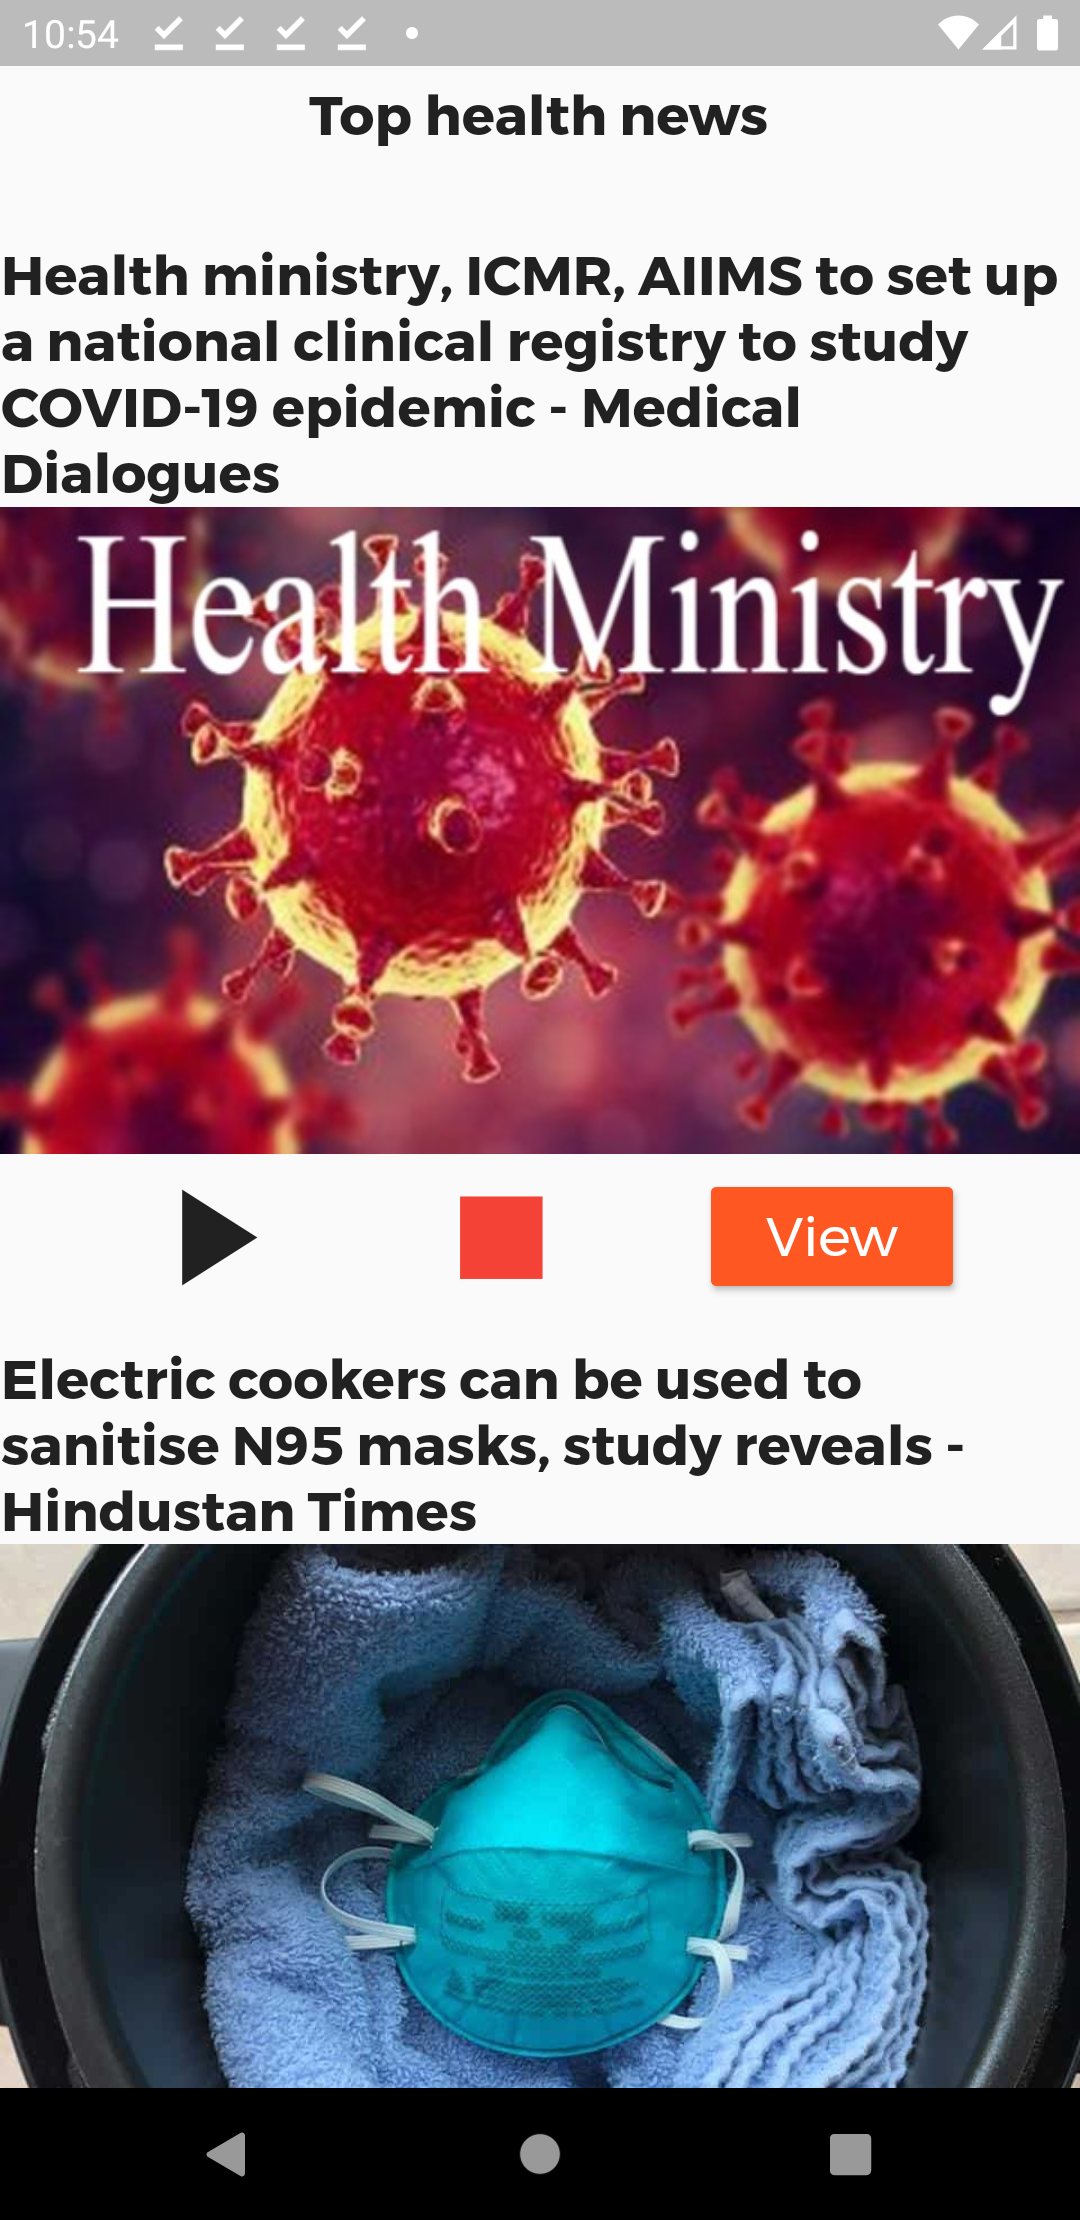 10:54
Top health news
Health ministry, ICMR, AIIMS to set up
a national clinical registry to study
COVID-19 epidemic - Medical
Dialogues
Health Ministry
View
Electric cookers can be used to
sanitise N95 masks, study reveals -
Hindustan Times